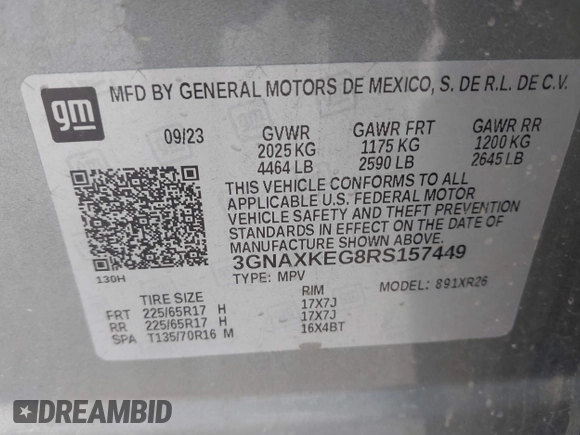 gm
MFD BY GENERAL MOTORS DE MEXICO, S. DE R.L. DE C.V.
09/23 GVWR GAWR FRT GAWR RR
2025 KG 1175 KG 1200 KG
4464 LB 2590 LB 2645 LB
THIS VEHICLE CONFORMS TO ALL
APPLICABLE U.S. FEDERAL MOTOR
VEHICLE SAFETY AND THEFT PREVENTION
STANDARDS IN EFFECT ON THE DATE OF
MANUFACTURE SHOWN ABOVE.
3GNAXKEG8RS157449
130H TYPE: MPV MODEL: 891XR26
TIRE SIZE RIM
FRT 225/65R17 H 17X7J
RR 225/65R17 H 17X7J
SPA T135/70R16 M 16X4BT
DREAMBID